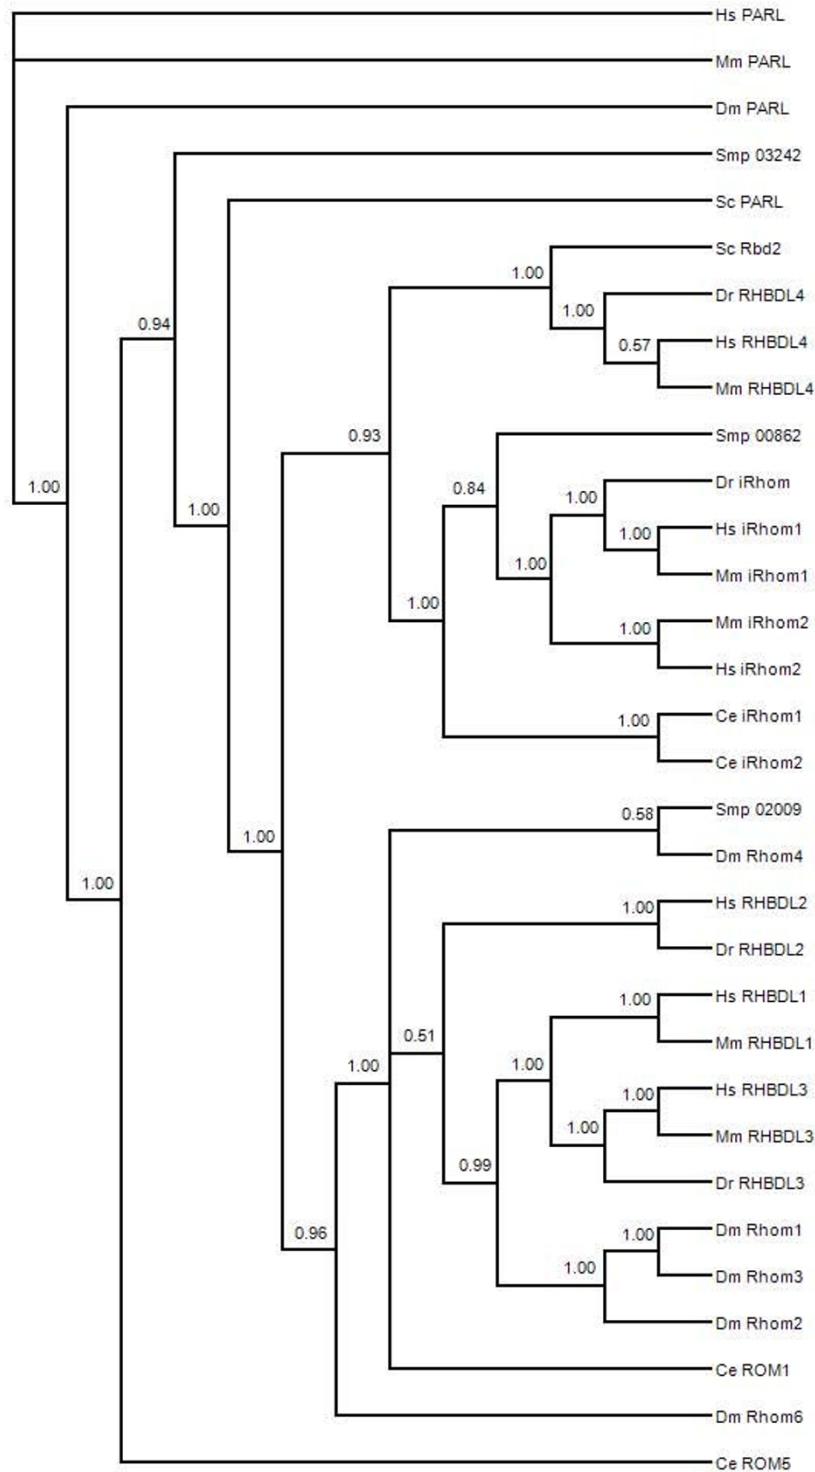 Hs PARL
Mm PARL
Dm PARL
Smp 03242
Sc PARL
Sc Rbd2
1.00
Dr RHBDL4
1.00
0.94
Hs RHBDL4
0.57
Mm RHBDL4
0.93
Smp 00862
Dr iRhom
0.84
1.00
1.00
1.00
Hs iRhom1
1.00
Mm iRhom1
1.00
1.00
Mm iRhom2
1.00
Hs iRhom2
Ce iRhom1
1.00
Ce iRhom2
Smp 02009
0.58
1.00
Dm Rhom4
1.00
Hs RHBDL2
1.00
Dr RHBDL2
Hs RHBDL1
1.00
0.51
Mm RHBDL1
1.00
1.00
Hs RHBDL3
1.00
1.00
Mm RHBDL3
0.99
Dr RHBDL3
0.96
Dm Rhom1
1.00
1.00
Dm Rhom3
Dm Rhom2
Ce ROM1
Dm Rhom6
Ce ROM5